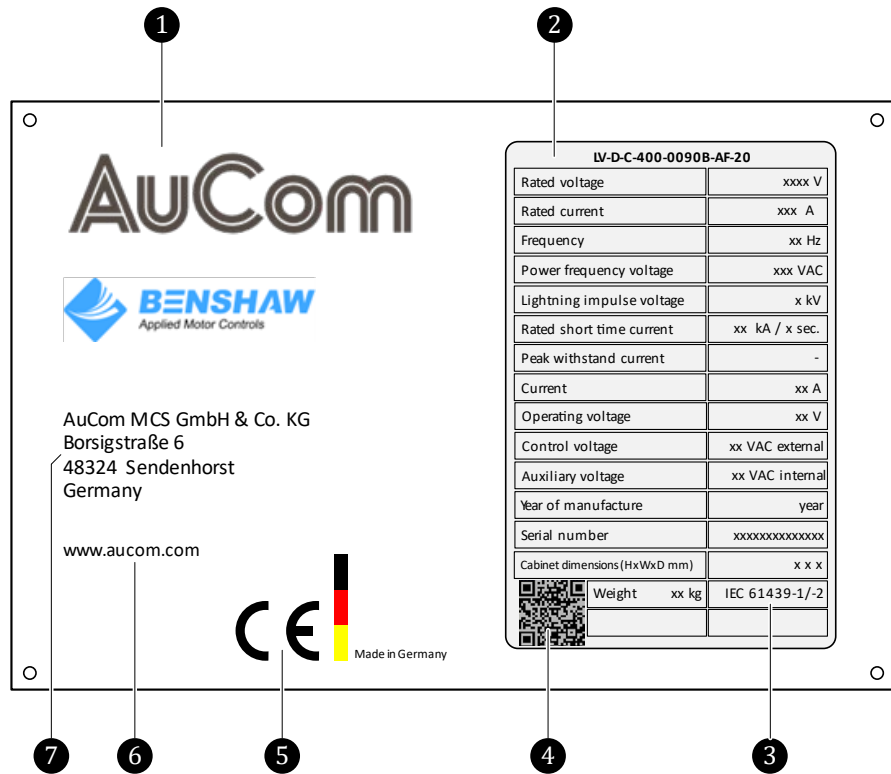 1
2
AuCom
BENSHAW
Applied Motor Controls
AuCom MCS GmbH & Co. KG
Borsigstraße 6
48324 Sendenhorst
Germany
www.aucom.com
CE
Made in Germany
LV-D-C-400-0090B-AF-20
Rated voltage xxxx V
Rated current xxx A
Frequency xx Hz
Power frequency voltage xxx VAC
Lightning impulse voltage x kV
Rated short time current xx kA / x sec.
Peak withstand current -
Current xx A
Operating voltage xx V
Control voltage xx VAC external
Auxiliary voltage xx VAC internal
Year of manufacture year
Serial number xxxxxxxxxxxxxx
Cabinet dimensions (HxWxD mm) x x x
Weight xx kg IEC 61439-1/-2
7
6
5
4
3